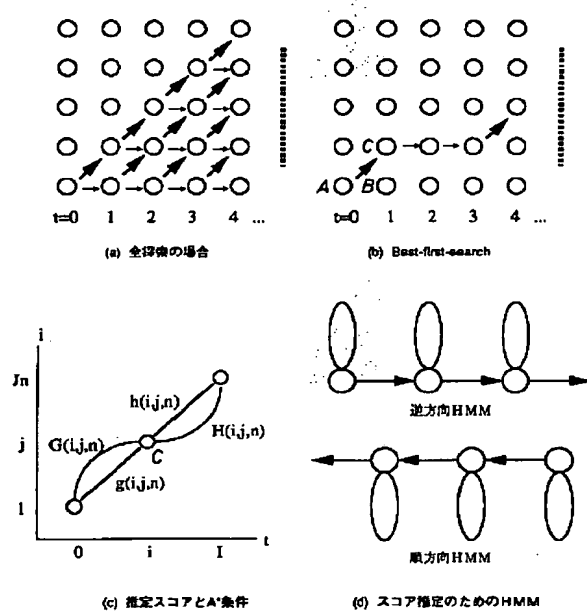 t=0 1 2 3 4 ...
(a) 全探索の場合
C
A B
t=0 1 2 3 4 ...
(b) Best-first-search
i
Jn
h(i,j,n)
j
G(i,j,n)
H(i,j,n)
C
g(i,j,n)
1
0 i I t
(c) 推定スコアとA*条件
逆方向HMM
順方向HMM
(d) スコア推定のためのHMM